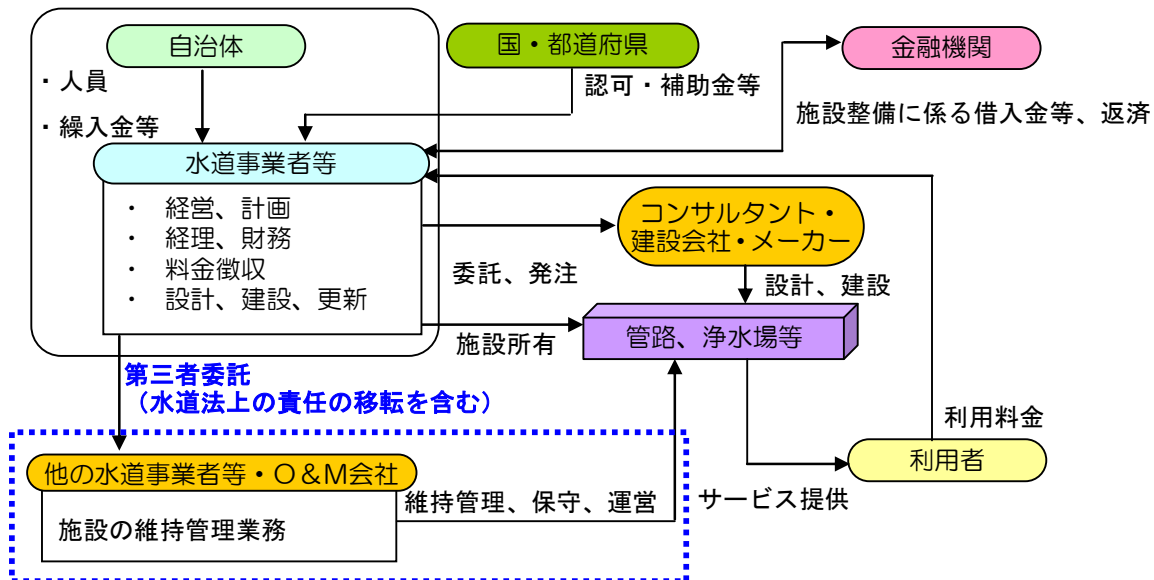 自治体
国・都道府県
金融機関
・人員
認可・補助金等
・繰入金等
施設整備に係る借入金等、返済
水道事業者等
・ 経営、計画
・ 経理、財務
・ 料金徴収
・ 設計、建設、更新
コンサルタント・
建設会社・メーカー
委託、発注
設計、建設
施設所有
管路、浄水場等
第三者委託
（水道法上の責任の移転を含む）
利用料金
利用者
他の水道事業者等・Ｏ＆Ｍ会社
施設の維持管理業務
維持管理、保守、運営
サービス提供